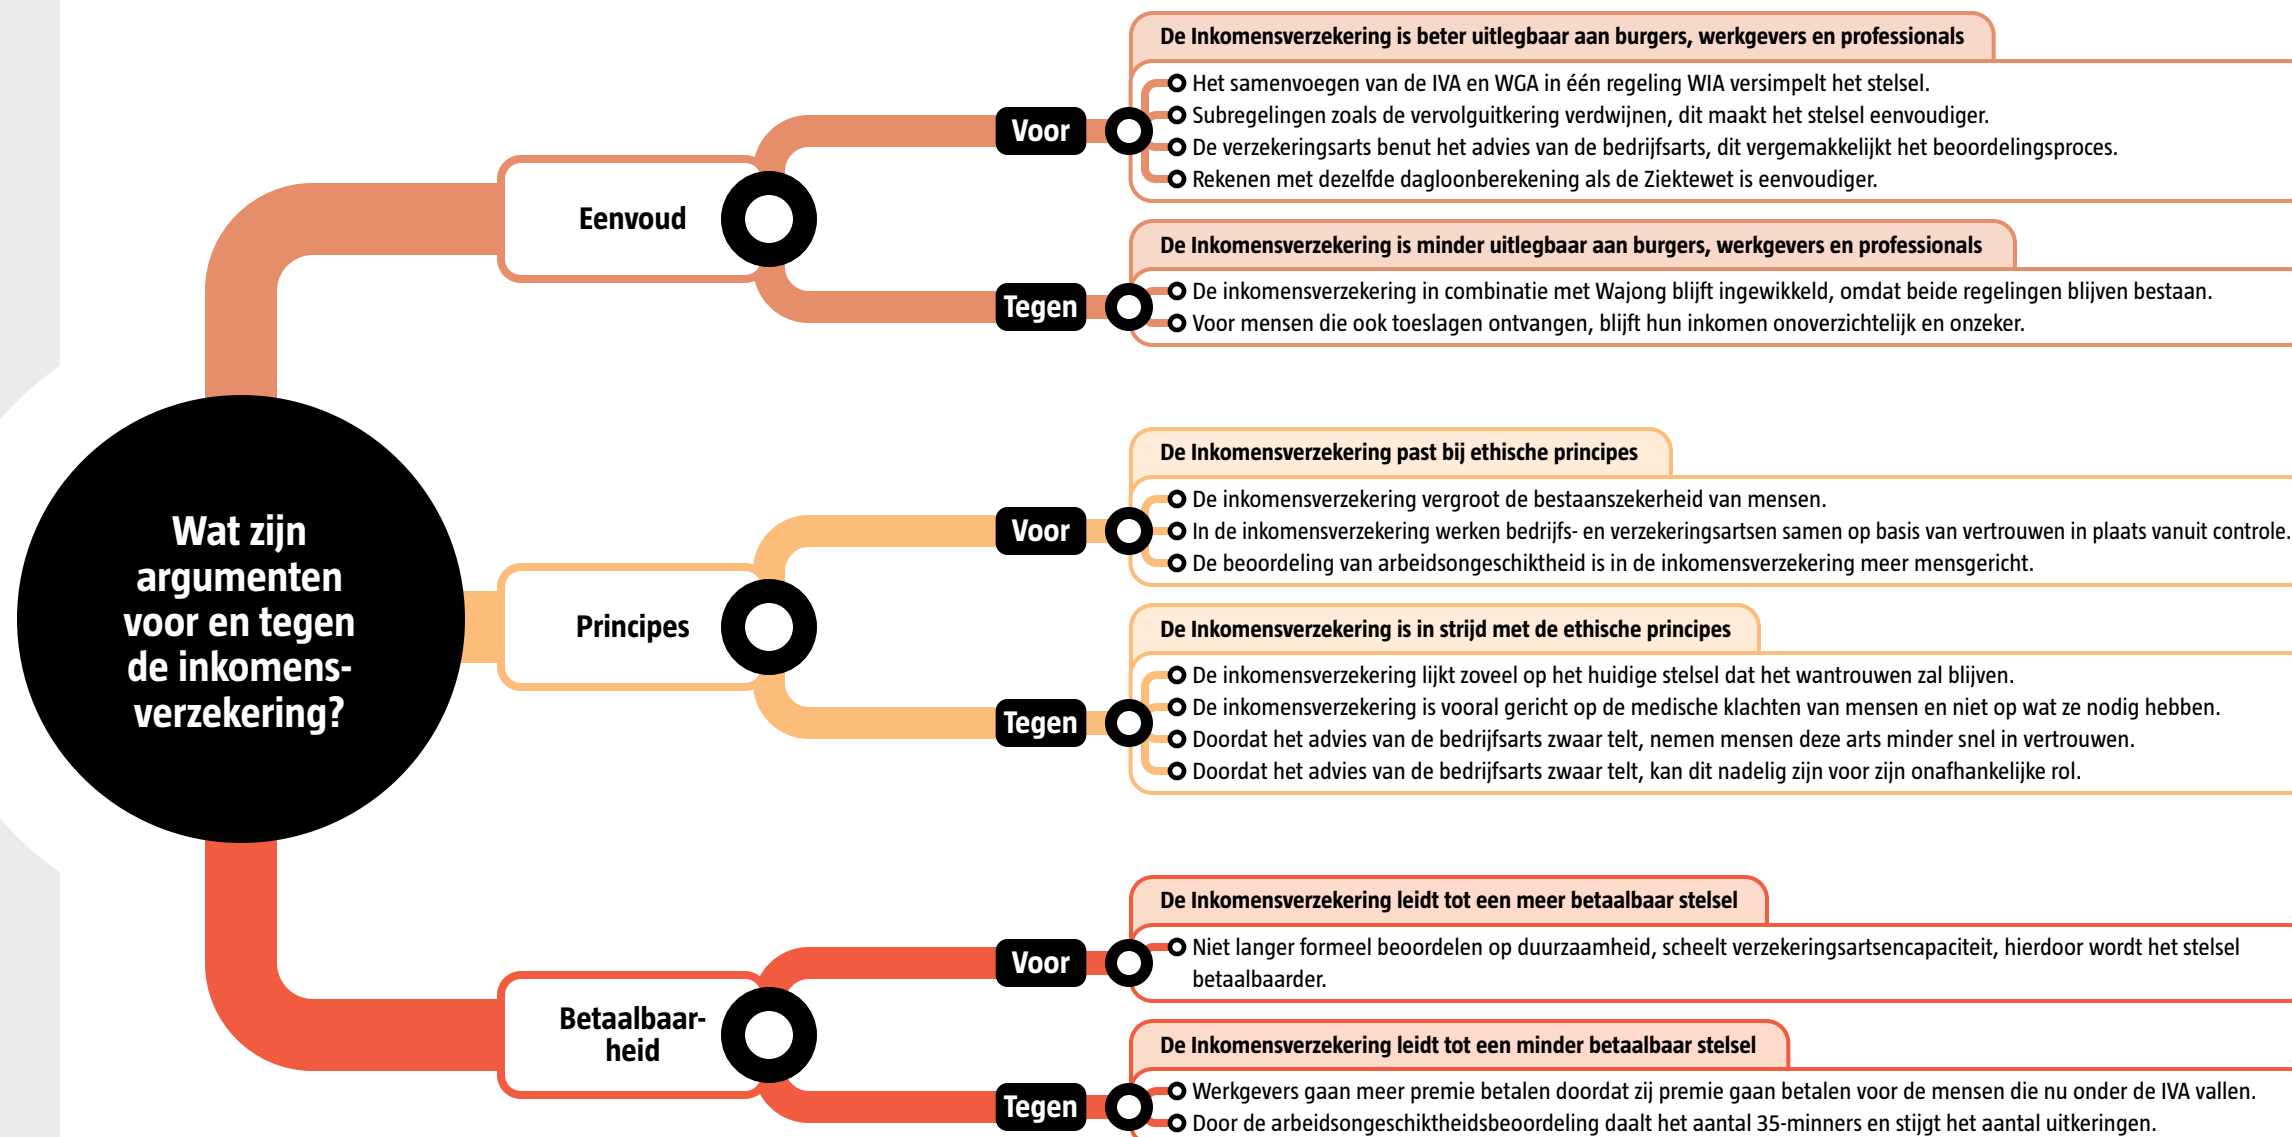 Wat zijn
argumenten
voor en tegen
de inkomens-
verzekering?
Eenvoud
Voor
De Inkomensverzekering is beter uitlegbaar aan burgers, werkgevers en professionals
Het samenvoegen van de IVA en WGA in één regeling WIA versimpelt het stelsel.
Subregelingen zoals de vervolguitkering verdwijnen, dit maakt het stelsel eenvoudiger.
De verzekeringsarts benut het advies van de bedrijfsarts, dit vergemakkelijkt het beoordelingsproces.
Rekenen met dezelfde dagloonberekening als de Ziektewet is eenvoudiger.
Tegen
De Inkomensverzekering is minder uitlegbaar aan burgers, werkgevers en professionals
De inkomensverzekering in combinatie met Wajong blijft ingewikkeld, omdat beide regelingen blijven bestaan.
Voor mensen die ook toeslagen ontvangen, blijft hun inkomen onoverzichtelijk en onzeker.
Principes
Voor
De Inkomensverzekering past bij ethische principes
De inkomensverzekering vergroot de bestaanszekerheid van mensen.
In de inkomensverzekering werken bedrijfs- en verzekeringsartsen samen op basis van vertrouwen in plaats vanuit controle.
De beoordeling van arbeidsongeschiktheid is in de inkomensverzekering meer mensgericht.
Tegen
De Inkomensverzekering is in strijd met de ethische principes
De inkomensverzekering lijkt zoveel op het huidige stelsel dat het wantrouwen zal blijven.
De inkomensverzekering is vooral gericht op de medische klachten van mensen en niet op wat ze nodig hebben.
Doordat het advies van de bedrijfsarts zwaar telt, nemen mensen deze arts minder snel in vertrouwen.
Doordat het advies van de bedrijfsarts zwaar telt, kan dit nadelig zijn voor zijn onafhankelijke rol.
Betaalbaar-
heid
Voor
De Inkomensverzekering leidt tot een meer betaalbaar stelsel
Niet langer formeel beoordelen op duurzaamheid, scheelt verzekeringsartsencapaciteit, hierdoor wordt het stelsel
betaalbaarder.
Tegen
De Inkomensverzekering leidt tot een minder betaalbaar stelsel
Werkgevers gaan meer premie betalen doordat zij premie gaan betalen voor de mensen die nu onder de IVA vallen.
Door de arbeidsongeschiktheidsbeoordeling daalt het aantal 35-minners en stijgt het aantal uitkeringen.